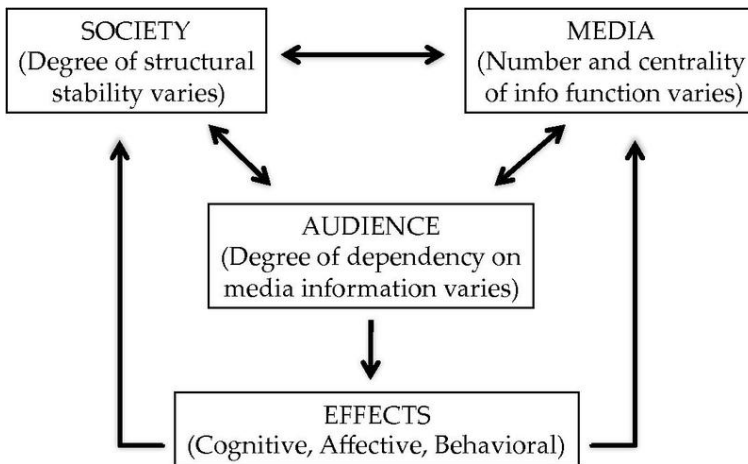 SOCIETY
(Degree of structural
stability varies)
MEDIA
(Number and centrality
of info function varies)
AUDIENCE
(Degree of dependency on
media information varies)
EFFECTS
(Cognitive, Affective, Behavioral)